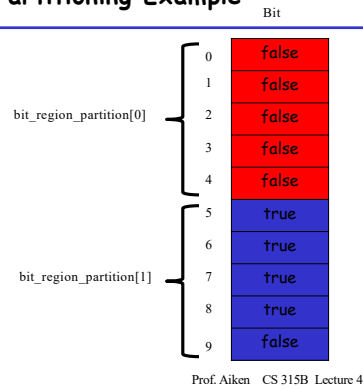 artitioning Example
Bit
0 false
1 false
bit_region_partition[0] 2 false
3 false
4 false
5 true
6 true
bit_region_partition[1] 7 true
8 true
9 false
Prof. Aiken CS 315B Lecture 4